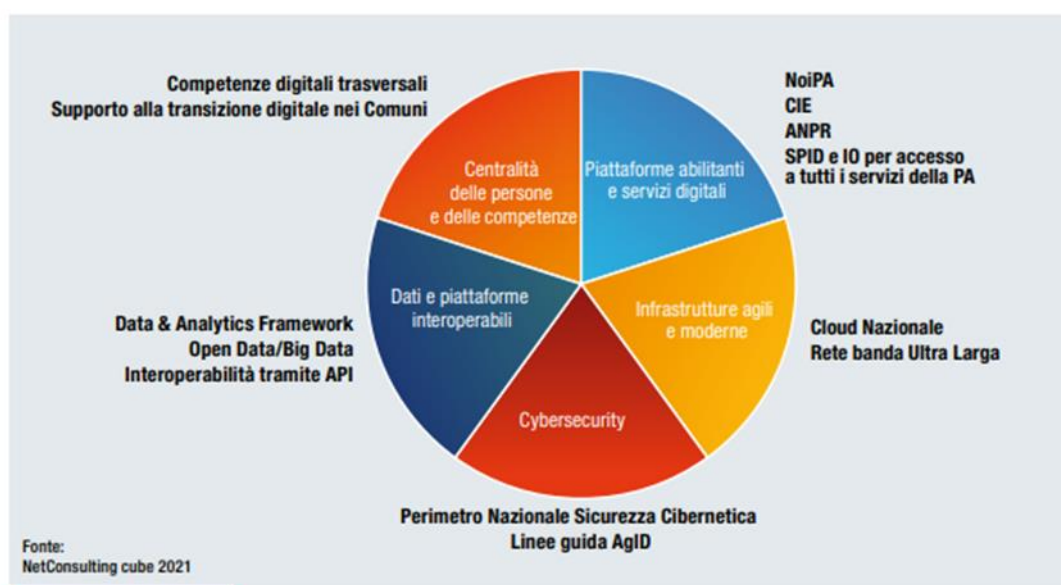 Competenze digitali trasversali
Supporto alla transizione digitale nei Comuni
NoiPA
CIE
ANPR
SPID e IO per accesso
a tutti i servizi della PA
Centralità
delle persone
e delle competenze
Piattaforme abilitanti
e servizi digitali
Dati e piattaforme
interoperabili
Infrastrutture agili
e moderne
Data & Analytics Framework
Open Data/Big Data
Interoperabilità tramite API
Cloud Nazionale
Rete banda Ultra Larga
Cybersecurity
Perimetro Nazionale Sicurezza Cibernetica
Linee guida AgID
Fonte:
NetConsulting cube 2021